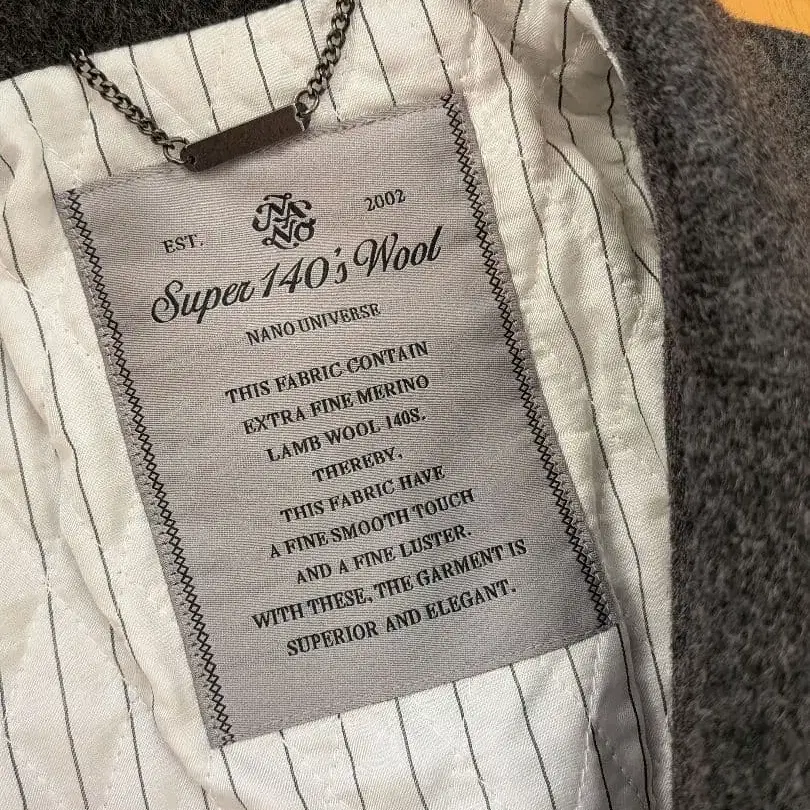 EST. NANO 2002
Super 140's Wool
NANO UNIVERSE
THIS FABRIC CONTAIN
EXTRA FINE MERINO
LAMB WOOL 140S.
THEREBY,
THIS FABRIC HAVE
A FINE SMOOTH TOUCH
AND A FINE LUSTER.
WITH THESE, THE GARMENT IS
SUPERIOR AND ELEGANT.